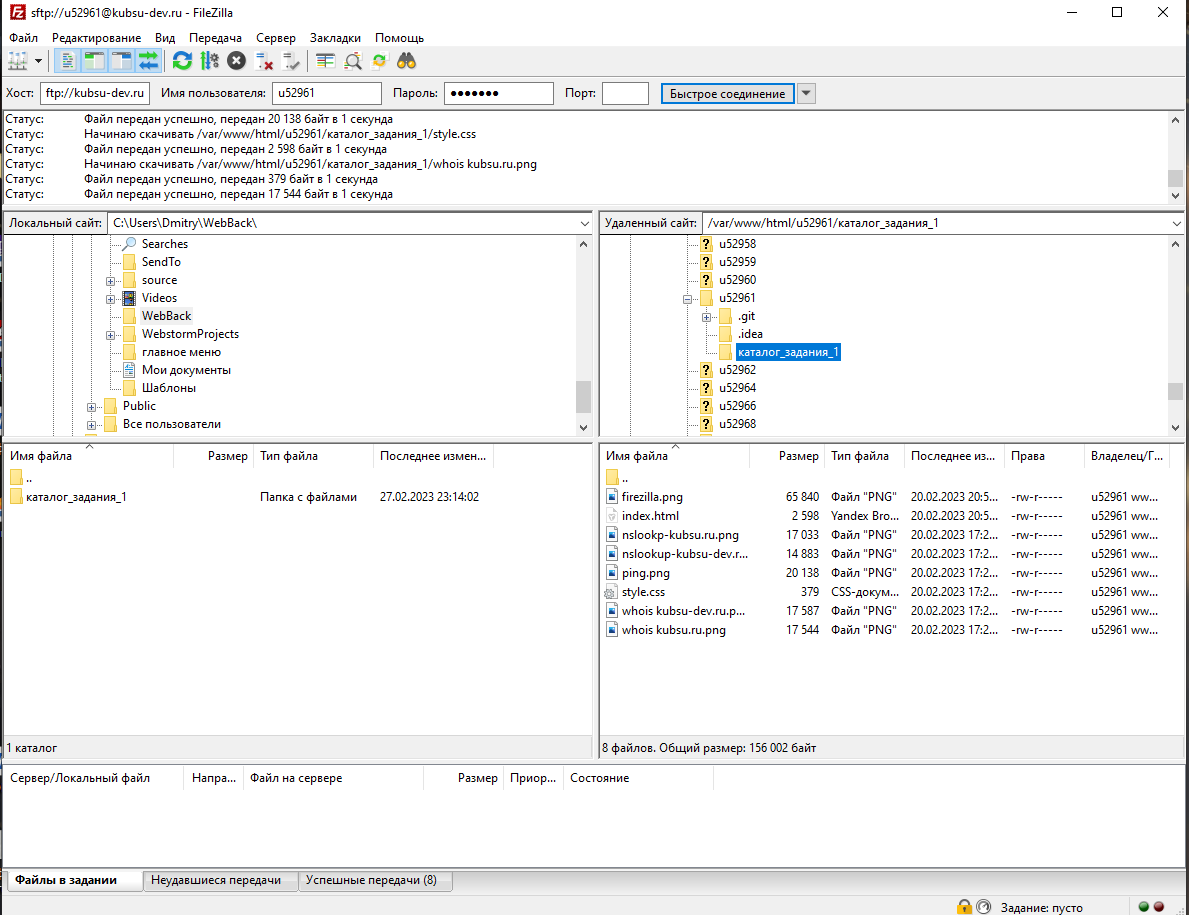 sftp://u52961@kubsu-dev.ru - FileZilla
Файл Редактирование Вид Передача Сервер Закладки Помощь
Хост: ftp://kubsu-dev.ru Имя пользователя: u52961 Пароль: ●●●●●●● Порт: Быстрое соединение
Статус: Файл передан успешно, передан 20 138 байт в 1 секунда
Статус: Начинаю скачивать /var/www/html/u52961/каталог_задания_1/style.css
Статус: Файл передан успешно, передан 2 598 байт в 1 секунда
Статус: Начинаю скачивать /var/www/html/u52961/каталог_задания_1/whois kubsu.ru.png
Статус: Файл передан успешно, передан 379 байт в 1 секунда
Статус: Файл передан успешно, передан 17 544 байт в 1 секунда
Локальный сайт: C:\Users\Dmitry\WebBack\
Searches
SendTo
source
Videos
WebBack
WebstormProjects
главное меню
Мои документы
Шаблоны
Public
Все пользователи
Удаленный сайт: /var/www/html/u52961/каталог_задания_1
u52958
u52959
u52960
u52961
.git
.idea
каталог_задания_1
u52962
u52964
u52966
u52968
Имя файла Размер Тип файла Последнее измен...
..
каталог_задания_1 Папка с файлами 27.02.2023 23:14:02
1 каталог
Имя файла Размер Тип файла Последнее из... Права Владелец/Г...
..
firezilla.png 65 840 Файл "PNG" 20.02.2023 20:5... -rw-r----- u52961 ww...
index.html 2 598 Yandex Bro... 20.02.2023 20:5... -rw-r----- u52961 ww...
nslookp-kubsu.ru.png 17 033 Файл "PNG" 20.02.2023 17:2... -rw-r----- u52961 ww...
nslookup-kubsu-dev.r... 14 883 Файл "PNG" 20.02.2023 17:2... -rw-r----- u52961 ww...
ping.png 20 138 Файл "PNG" 20.02.2023 17:2... -rw-r----- u52961 ww...
style.css 379 CSS-докум... 20.02.2023 17:2... -rw-r----- u52961 ww...
whois kubsu-dev.ru.p... 17 587 Файл "PNG" 20.02.2023 17:2... -rw-r----- u52961 ww...
whois kubsu.ru.png 17 544 Файл "PNG" 20.02.2023 17:2... -rw-r----- u52961 ww...
8 файлов. Общий размер: 156 002 байт
Сервер/Локальный файл Напра... Файл на сервере Размер Приор... Состояние
Файлы в задании Неудавшиеся передачи Успешные передачи (8)
Задание: пусто